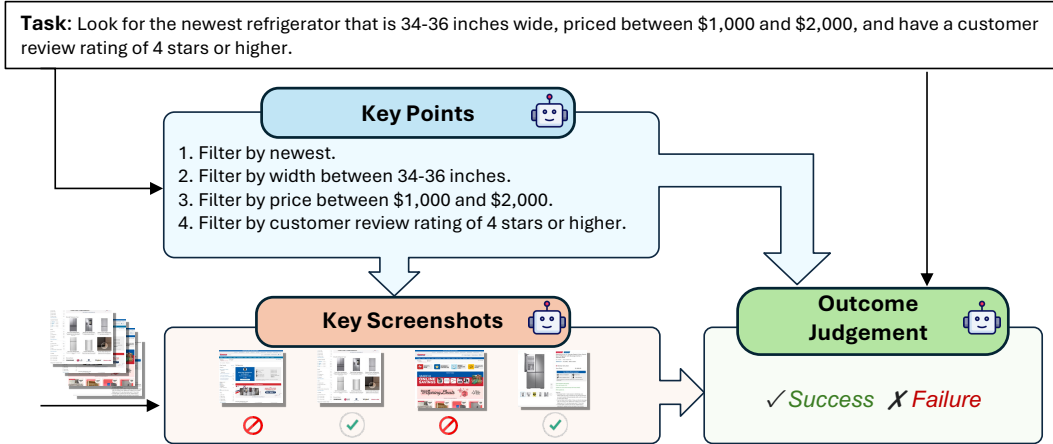 Task: Look for the newest refrigerator that is 34-36 inches wide, priced between $1,000 and $2,000, and have a customer
review rating of 4 stars or higher.
Key Points
1. Filter by newest.
2. Filter by width between 34-36 inches.
3. Filter by price between $1,000 and $2,000.
4. Filter by customer review rating of 4 stars or higher.
Key Screenshots
Outcome
Judgement
✓ Success ✗ Failure